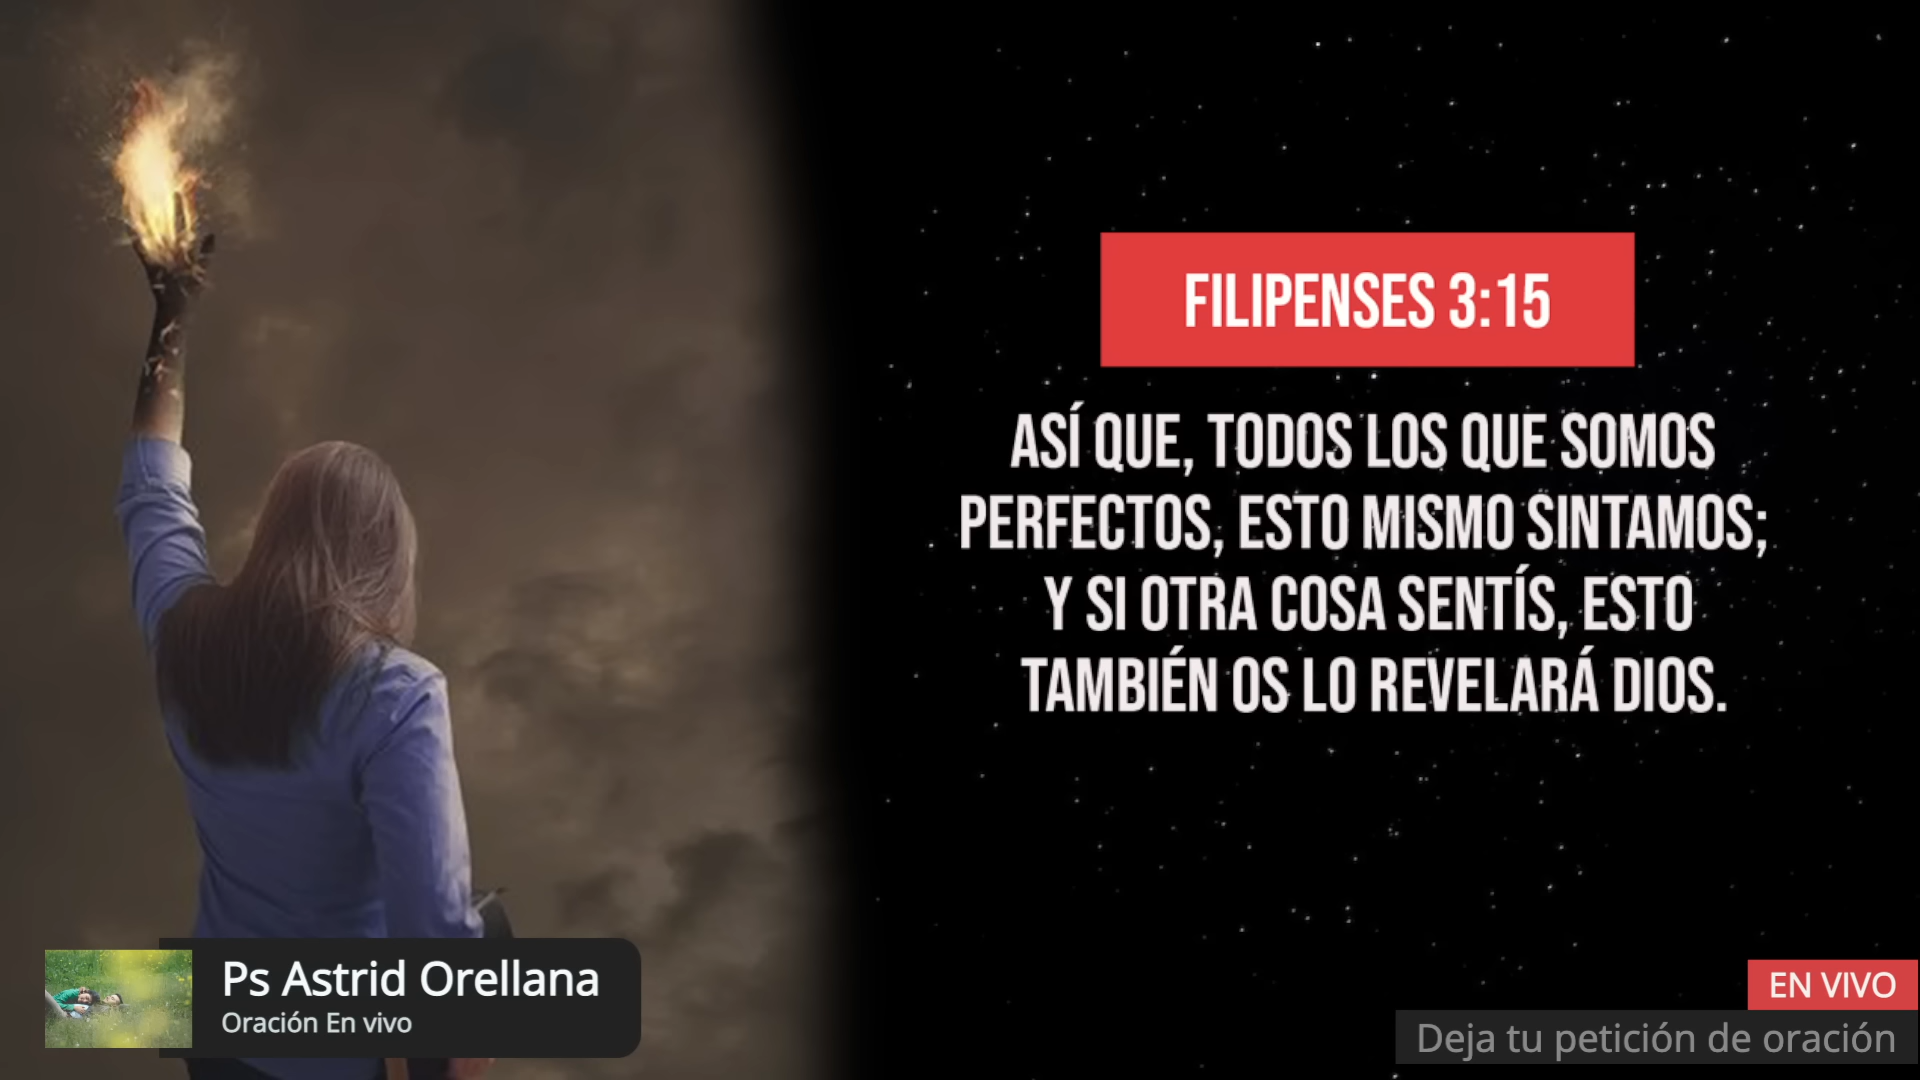 FILIPENSES 3:15
ASÍ QUE, TODOS LOS QUE SOMOS
PERFECTOS, ESTO MISMO SINTAMOS;
Y SI OTRA COSA SENTÍS, ESTO
TAMBIÉN OS LO REVELARÁ DIOS.
Ps Astrid Orellana
Oración En vivo
EN VIVO
Deja tu petición de oración